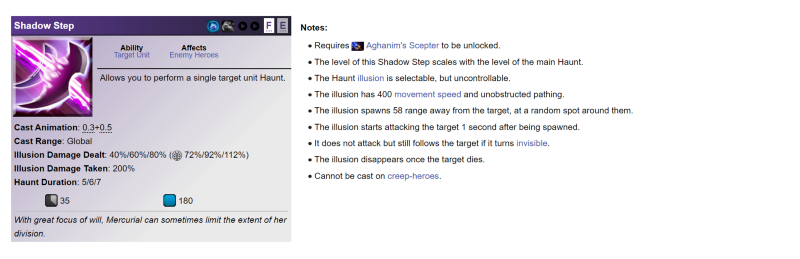 Shadow Step
F E
Ability
Target Unit
Affects
Enemy Heroes
Allows you to perform a single target unit Haunt.
Cast Animation: 0.3+0.5
Cast Range: Global
Illusion Damage Dealt: 40%/60%/80% (72%/92%/112%)
Illusion Damage Taken: 200%
Haunt Duration: 5/6/7
35 180
With great focus of will, Mercurial can sometimes limit the extent of her
division.
Notes:
• Requires Aghanim's Scepter to be unlocked.
• The level of this Shadow Step scales with the level of the main Haunt.
• The Haunt illusion is selectable, but uncontrollable.
• The illusion has 400 movement speed and unobstructed pathing.
• The illusion spawns 58 range away from the target, at a random spot around them.
• The illusion starts attacking the target 1 second after being spawned.
• It does not attack but still follows the target if it turns invisible.
• The illusion disappears once the target dies.
• Cannot be cast on creep-heroes.